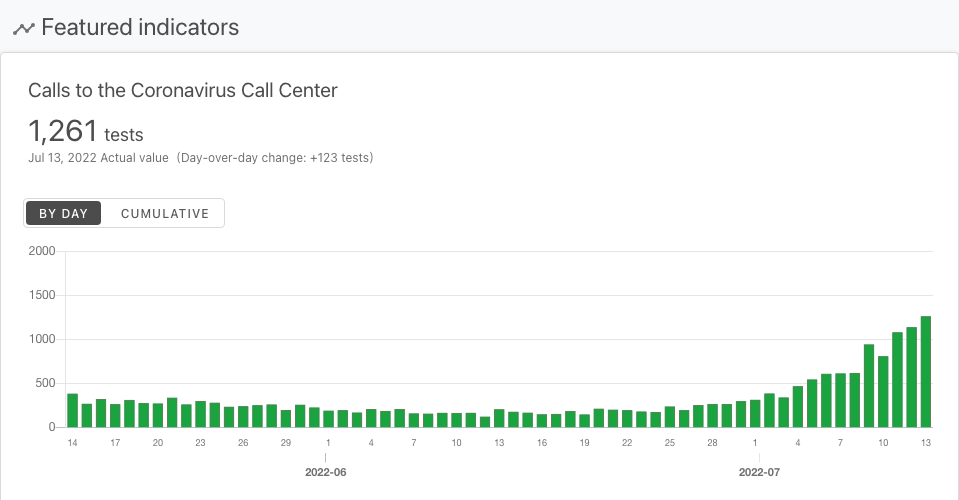 Featured indicators
Calls to the Coronavirus Call Center
1,261 tests
Jul 13, 2022 Actual value (Day-over-day change: +123 tests)
BY DAY CUMULATIVE
2000
1500
1000
500
0
14 17 20 23 26 29 1 4 7 10 13 16 19 22 25 28 1 4 7 10 13
2022-06 2022-07